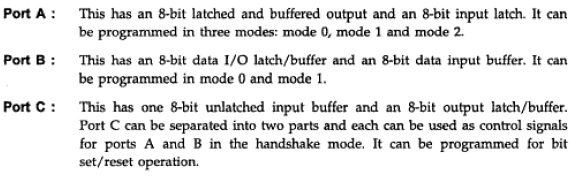 Port A : This has an 8-bit latched and buffered output and an 8-bit input latch. It can
be programmed in three modes: mode 0, mode 1 and mode 2.
Port B : This has an 8-bit data I/O latch/buffer and an 8-bit data input buffer. It can
be programmed in mode 0 and mode 1.
Port C : This has one 8-bit unlatched input buffer and an 8-bit output latch/buffer.
Port C can be separated into two parts and each can be used as control signals
for ports A and B in the handshake mode. It can be programmed for bit
set/reset operation.